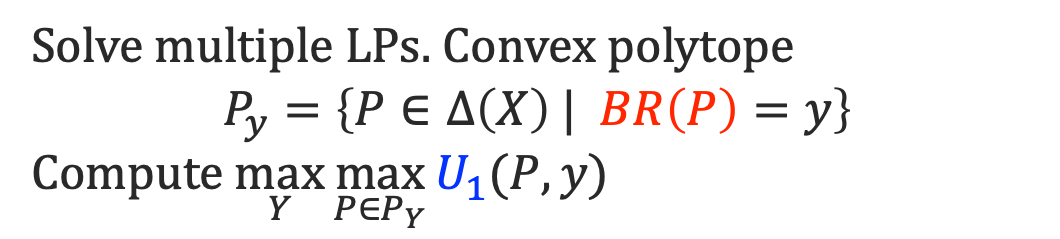 Solve multiple LPs. Convex polytope
P_y = {P ∈ Δ(X) | BR(P) = y}
Compute max_Y max_{P∈P_Y} U_1(P, y)